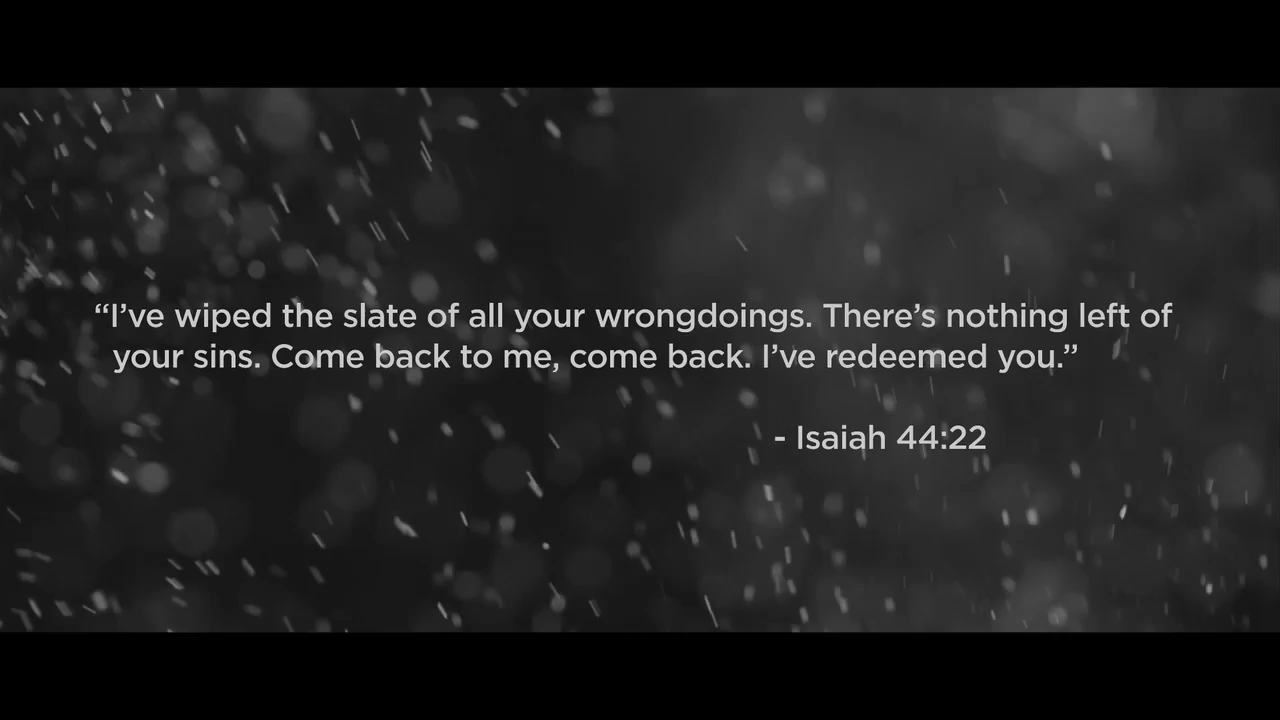 “I’ve wiped the slate of all your wrongdoings. There’s nothing left of
your sins. Come back to me, come back. I’ve redeemed you.”
- Isaiah 44:22